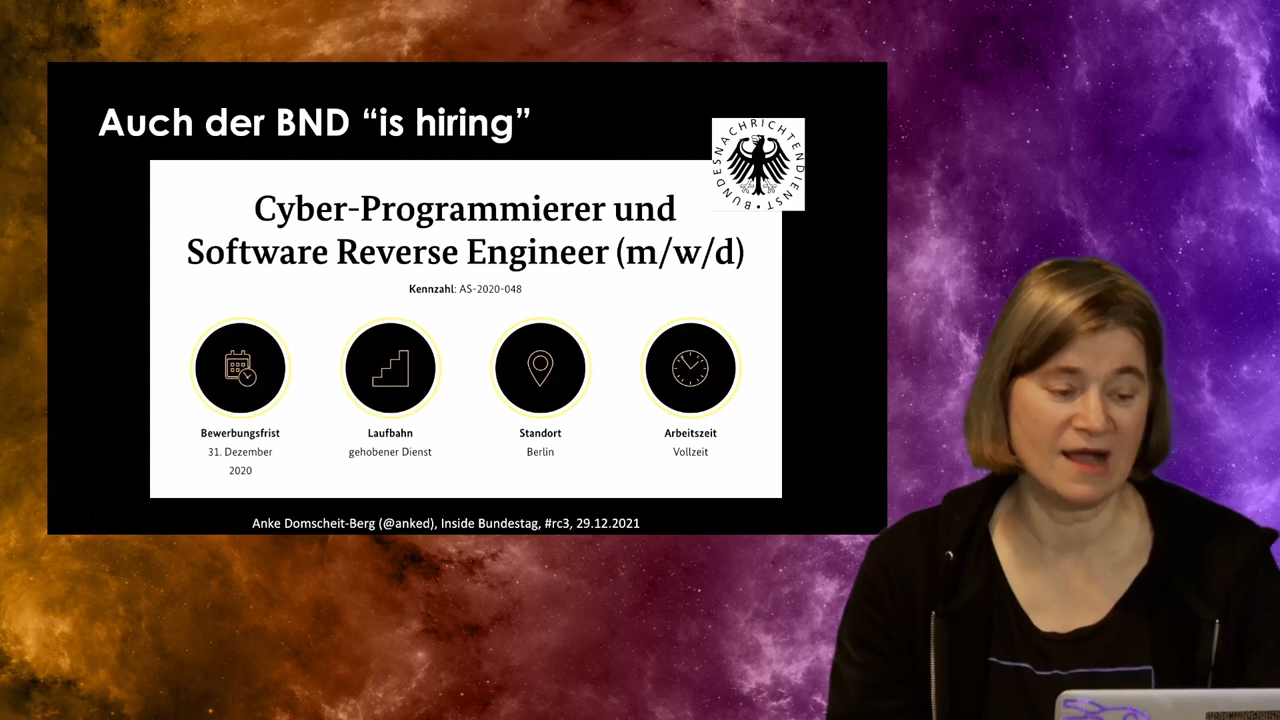 Auch der BND “is hiring”
BUNDESNACHRICHTENDIENST •
Cyber-Programmierer und
Software Reverse Engineer (m/w/d)
Kennzahl: AS-2020-048
Bewerbungsfrist
31. Dezember
2020
Laufbahn
gehobener Dienst
Standort
Berlin
Arbeitszeit
Vollzeit
Anke Domscheit-Berg (@anked), Inside Bundestag, #rc3, 29.12.2021